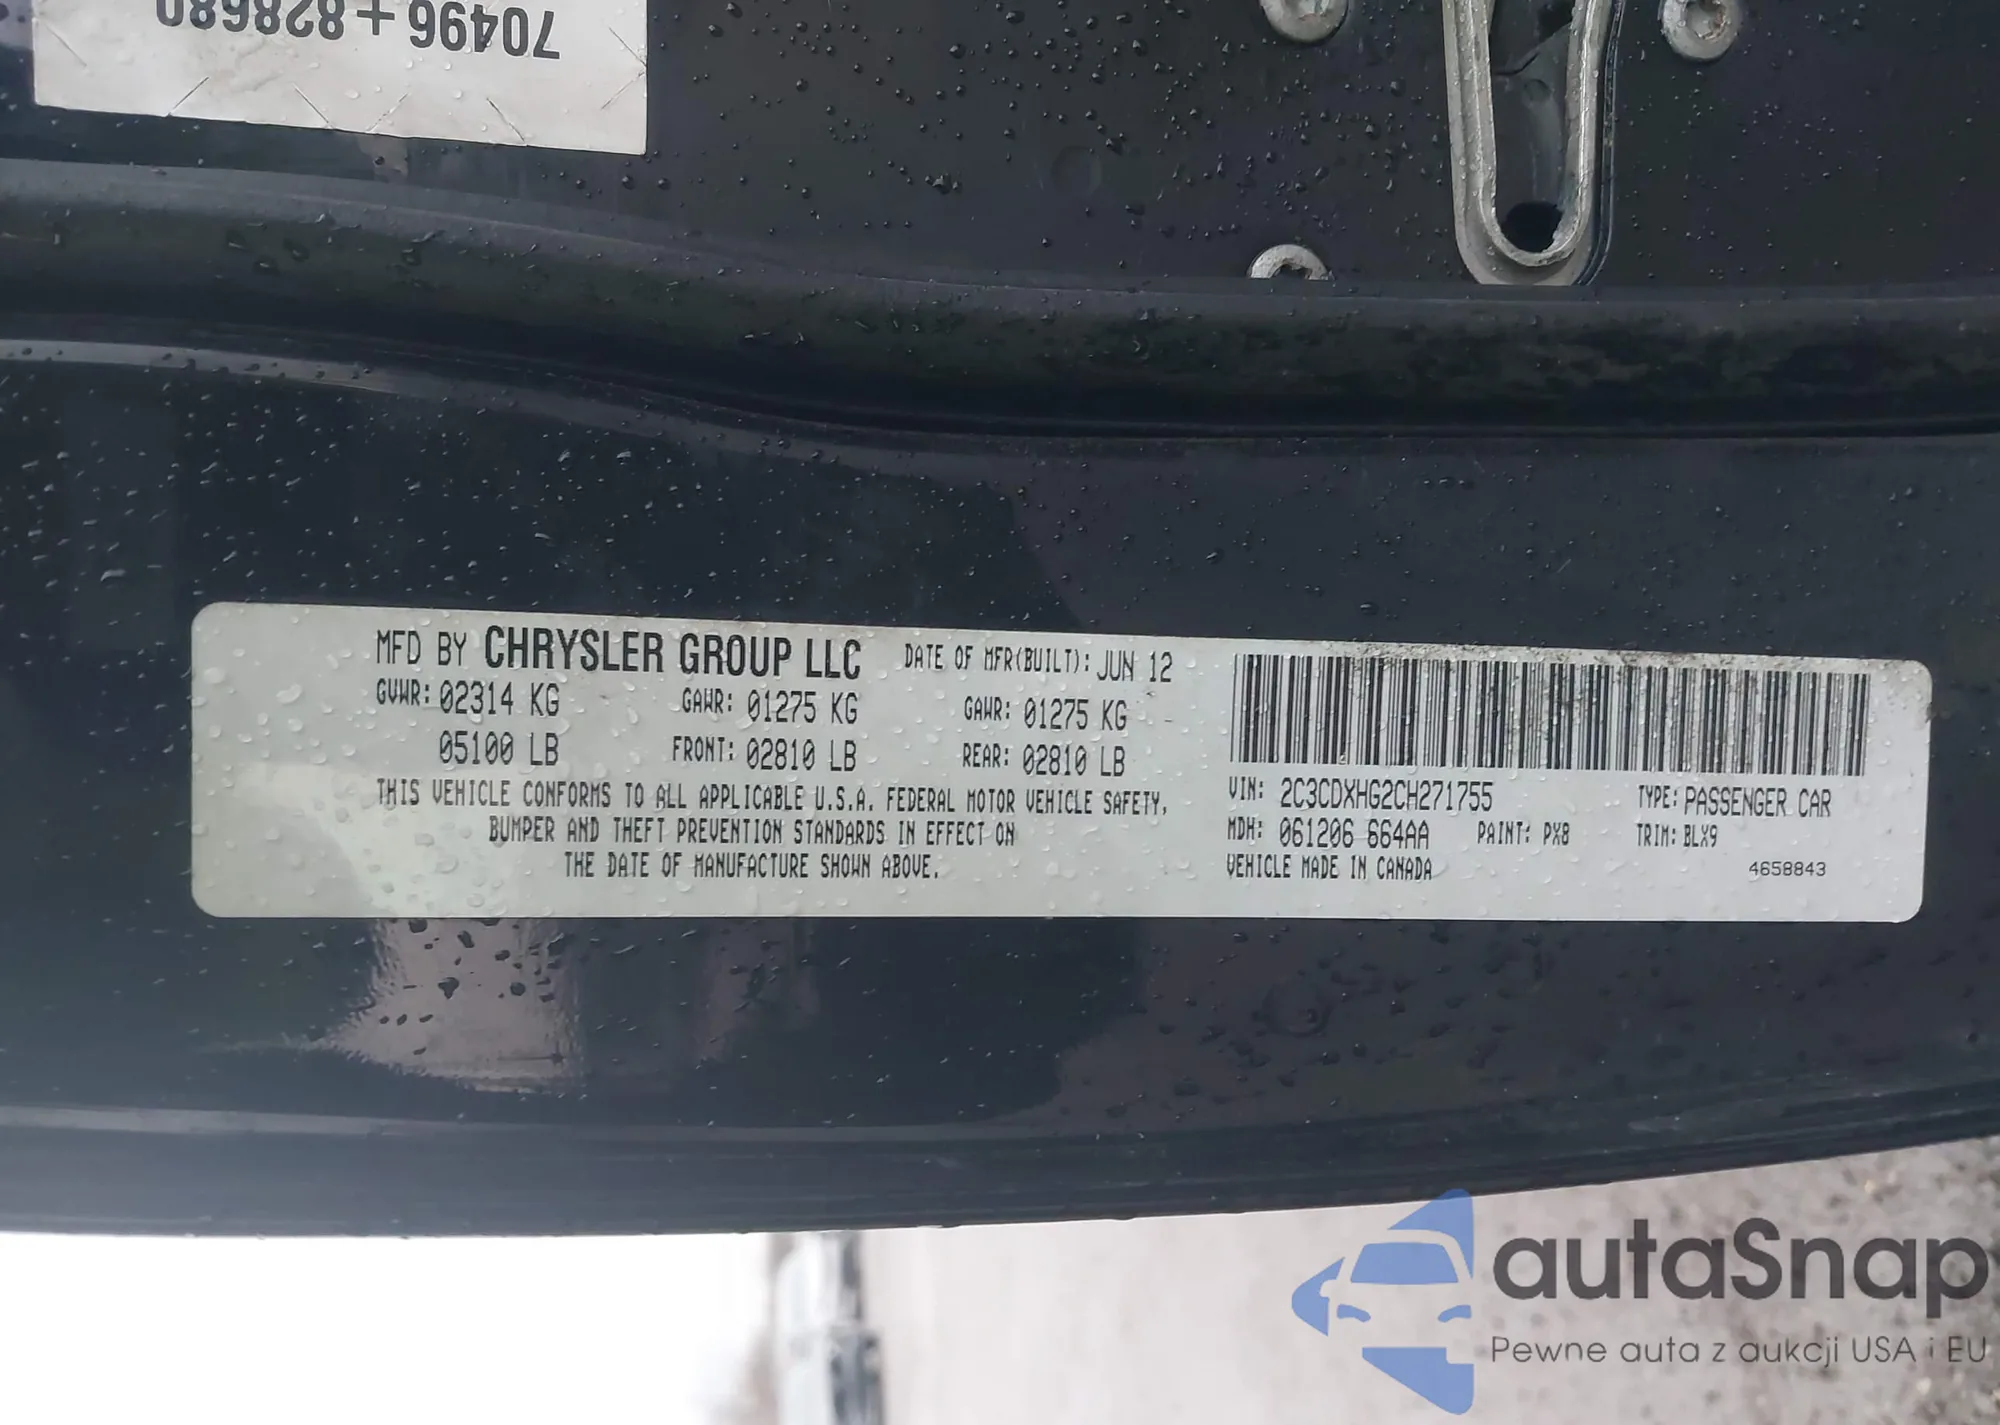 70496+828680
MFD BY CHRYSLER GROUP LLC DATE OF MFR(BUILT): JUN 12
GVWR: 02314 KG GAWR: 01275 KG GAWR: 01275 KG
05100 LB FRONT: 02810 LB REAR: 02810 LB
THIS VEHICLE CONFORMS TO ALL APPLICABLE U.S.A. FEDERAL MOTOR VEHICLE SAFETY,
BUMPER AND THEFT PREVENTION STANDARDS IN EFFECT ON
THE DATE OF MANUFACTURE SHOWN ABOVE.
VIN: 2C3CDXHG2CH271755 TYPE: PASSENGER CAR
MDH: 061206 664AA PAINT: PX8 TRIM: BLX9
VEHICLE MADE IN CANADA 4658843
autaSnap
Pewne auta z aukcji USA i EU